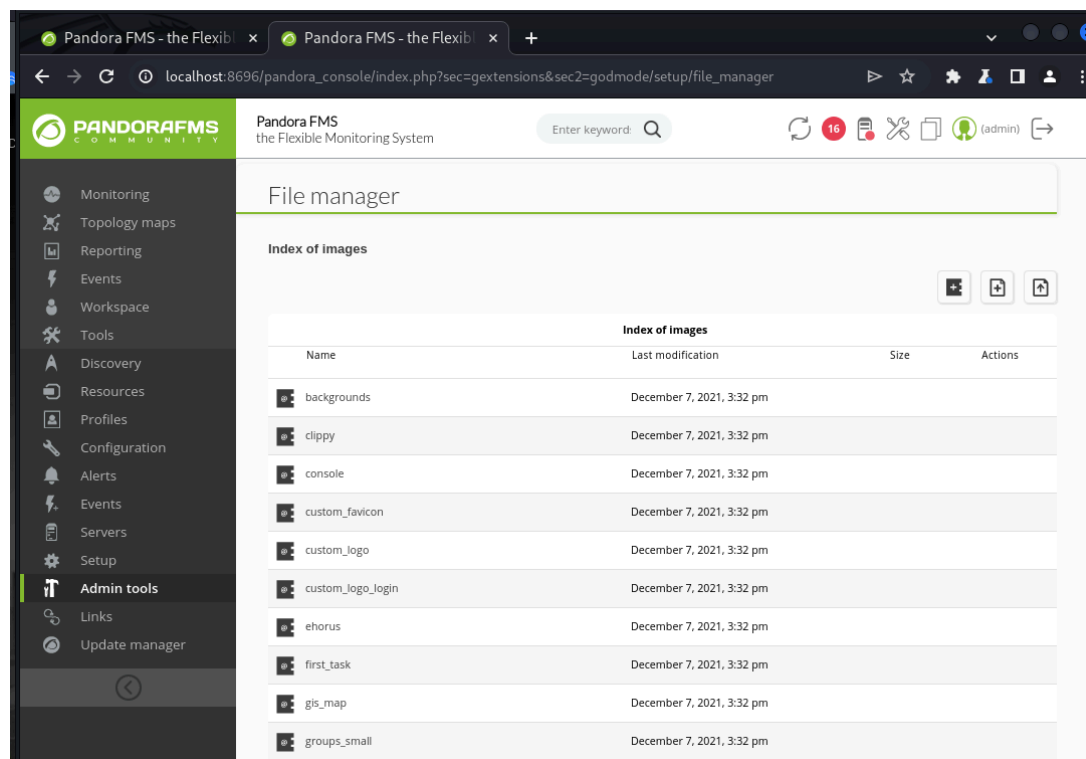 Pandora FMS - the Flexibl
Pandora FMS - the Flexibl
localhost:8696/pandora_console/index.php?sec=gextensions&sec2=godmode/setup/file_manager
PANDORAFMS
COMMUNITY
Pandora FMS
the Flexible Monitoring System
Enter keyword:
16
(admin)
Monitoring
Topology maps
Reporting
Events
Workspace
Tools
Discovery
Resources
Profiles
Configuration
Alerts
Events
Servers
Setup
Admin tools
Links
Update manager
File manager
Index of images
Index of images
Name Last modification Size Actions
backgrounds December 7, 2021, 3:32 pm
clippy December 7, 2021, 3:32 pm
console December 7, 2021, 3:32 pm
custom_favicon December 7, 2021, 3:32 pm
custom_logo December 7, 2021, 3:32 pm
custom_logo_login December 7, 2021, 3:32 pm
ehorus December 7, 2021, 3:32 pm
first_task December 7, 2021, 3:32 pm
gis_map December 7, 2021, 3:32 pm
groups_small December 7, 2021, 3:32 pm